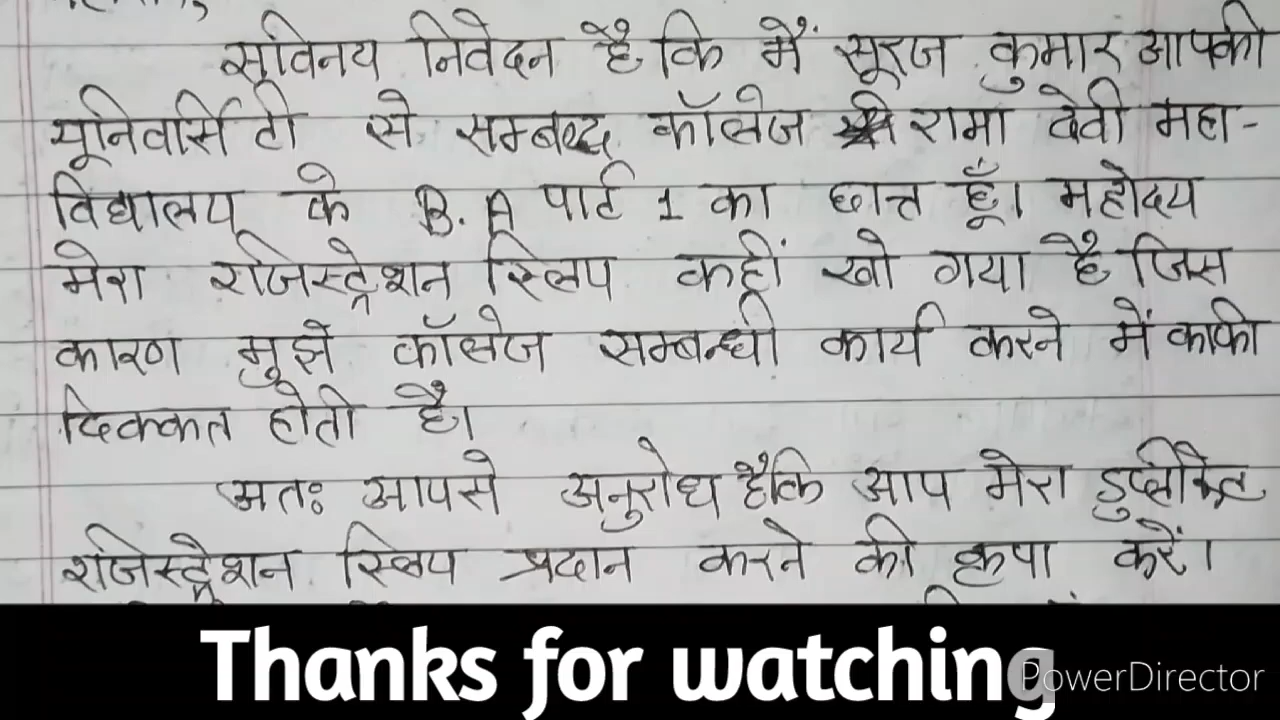 सविनय निवेदन है कि मैं सूरज कुमार आपकी
यूनिवर्सिटी से सम्बद्ध कॉलेज रामा देवी महा-
विद्यालय के B.A पार्ट 1 का छात्र हूँ। महोदय
मेरा रजिस्ट्रेशन स्लिप कहीं खो गया है जिस
कारण मुझे कॉलेज सम्बन्धी कार्य करने में काफी
दिक्कत होती है।
अतः आपसे अनुरोध है कि आप मेरा डुप्लीकेट
रजिस्ट्रेशन स्लिप प्रदान करने की कृपा करें।
Thanks for watching
PowerDirector